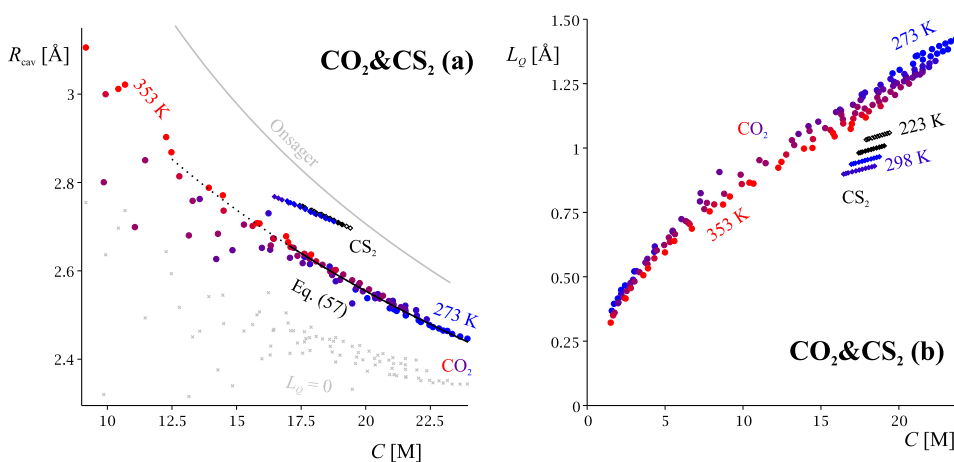 R_cav [Å]
CO₂&CS₂ (a)
3
2.8
2.6
2.4
353 K
Onsager
CS₂
Eq. (57)
273 K
CO₂
L_Q = 0
10
12.5
15
17.5
20
22.5
C [M]
L_Q [Å]
1.50
1.25
1
0.75
0.50
0.25
0
273 K
CO₂
223 K
298 K
CS₂
353 K
CO₂&CS₂ (b)
0
5
10
15
20
C [M]